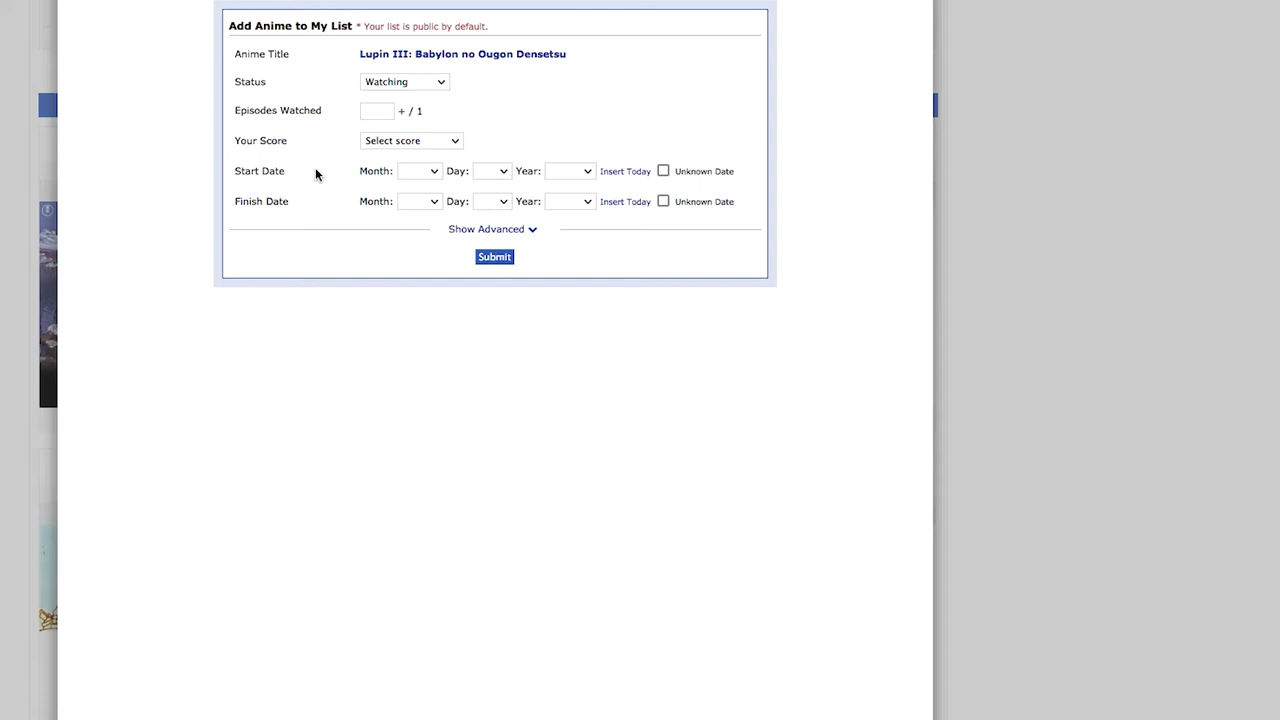 Add Anime to My List * Your list is public by default.
Anime Title Lupin III: Babylon no Ougon Densetsu
Status Watching
Episodes Watched + / 1
Your Score Select score
Start Date Month: Day: Year: Insert Today Unknown Date
Finish Date Month: Day: Year: Insert Today Unknown Date
Show Advanced
Submit